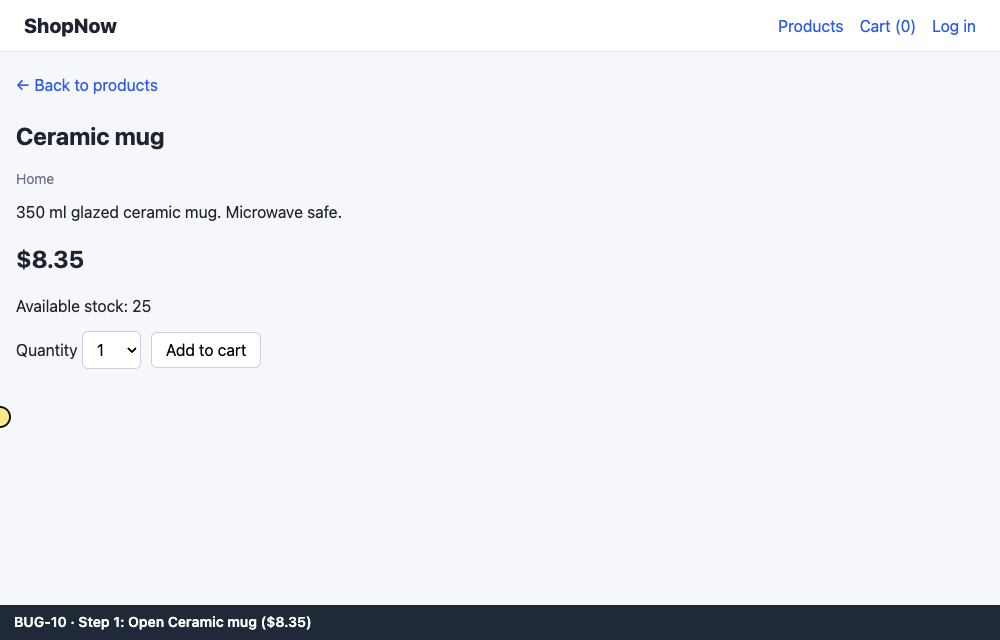 ShopNow
Products Cart (0) Log in
← Back to products
Ceramic mug
Home
350 ml glazed ceramic mug. Microwave safe.
$8.35
Available stock: 25
Quantity 1 Add to cart
BUG-10 · Step 1: Open Ceramic mug ($8.35)